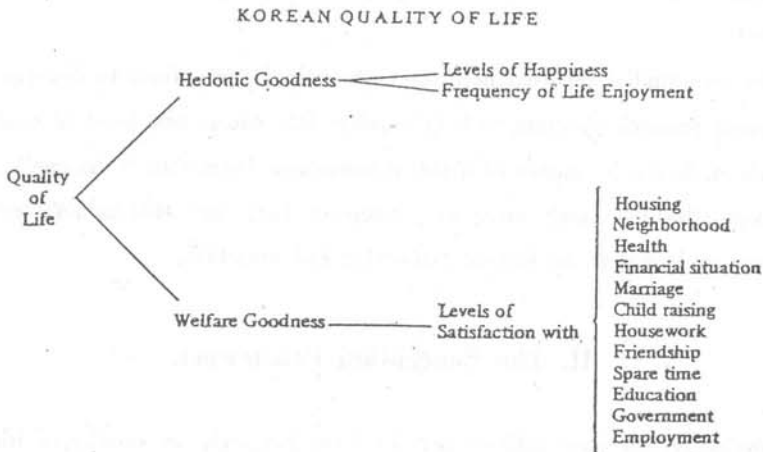 KOREAN QUALITY OF LIFE
Hedonic Goodness
Levels of Happiness
Frequency of Life Enjoyment
Quality
of
Life
Welfare Goodness
Levels of
Satisfaction with
Housing
Neighborhood
Health
Financial situation
Marriage
Child raising
Housework
Friendship
Spare time
Education
Government
Employment